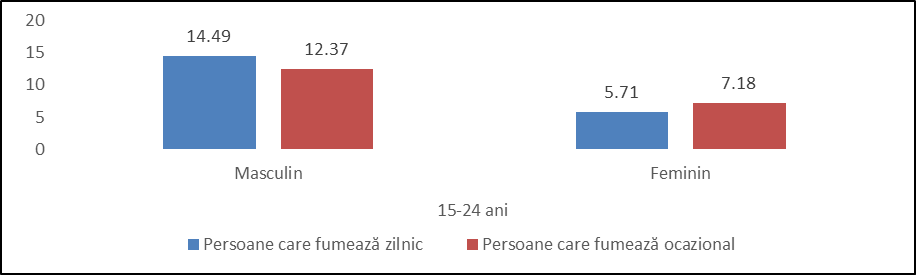 20
15
10
5
0
14.49
12.37
5.71
7.18
Masculin
Feminin
15-24 ani
Persoane care fumează zilnic
Persoane care fumează ocazional